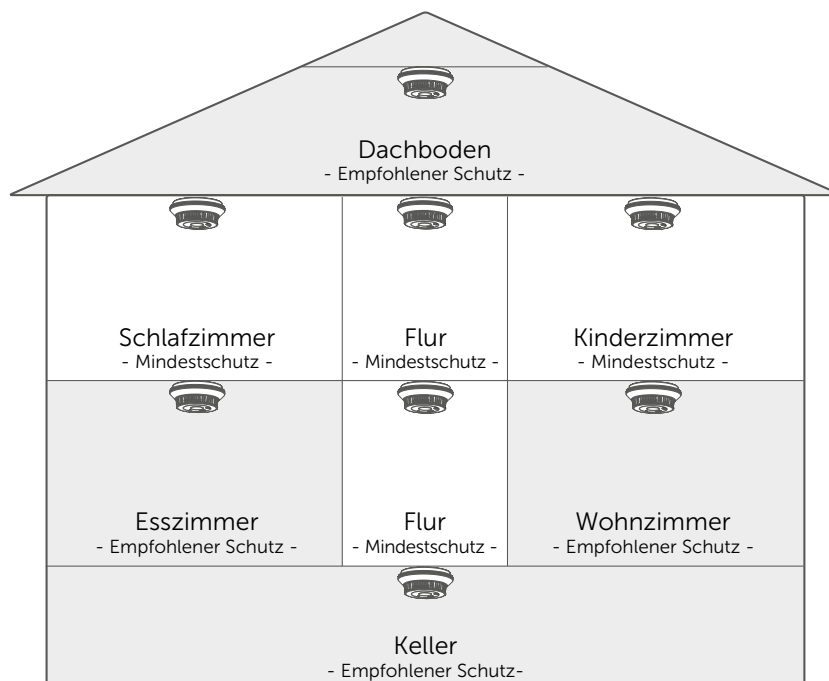 Dachboden
- Empfohlener Schutz -
Schlafzimmer
- Mindestschutz -
Flur
- Mindestschutz -
Kinderzimmer
- Mindestschutz -
Esszimmer
- Empfohlener Schutz -
Flur
- Mindestschutz -
Wohnzimmer
- Empfohlener Schutz -
Keller
- Empfohlener Schutz-